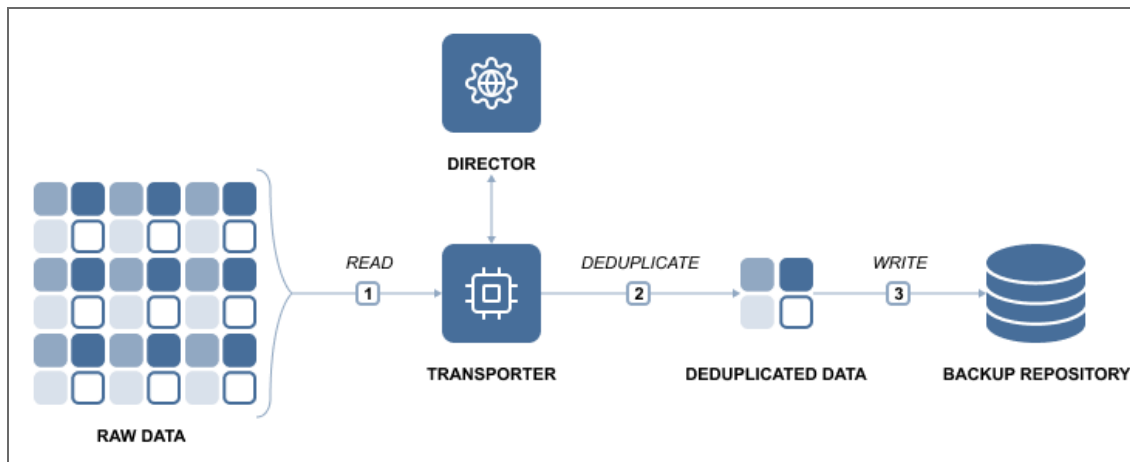 DIRECTOR
READ
1
TRANSPORTER
DEDUPLICATE
2
DEDUPLICATED DATA
WRITE
3
BACKUP REPOSITORY
RAW DATA